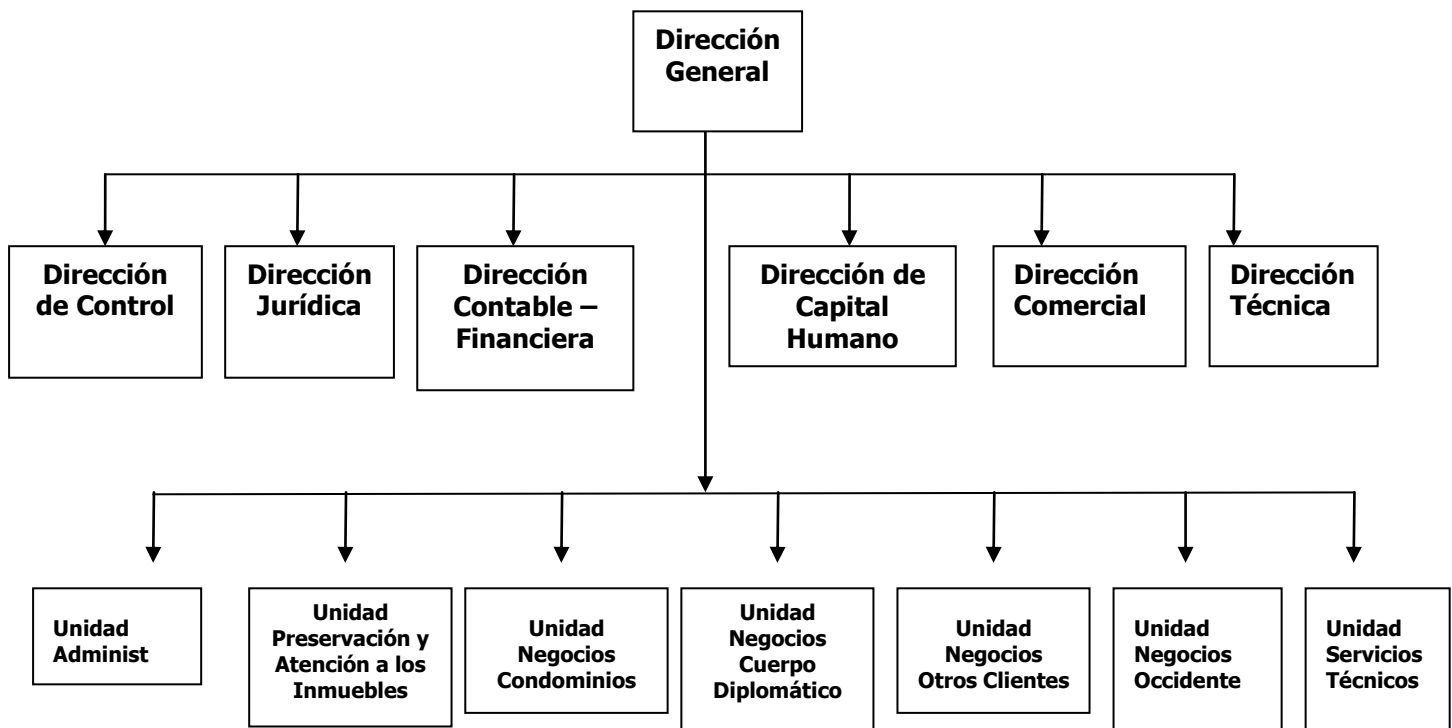 Dirección
General
Dirección
de Control
Dirección
Jurídica
Dirección
Contable –
Financiera
Dirección de
Capital
Humano
Dirección
Comercial
Dirección
Técnica
Unidad
Administ
Unidad
Preservación y
Atención a los
Inmuebles
Unidad
Negocios
Condominios
Unidad
Negocios
Cuerpo
Diplomático
Unidad
Negocios
Otros Clientes
Unidad
Negocios
Occidente
Unidad
Servicios
Técnicos